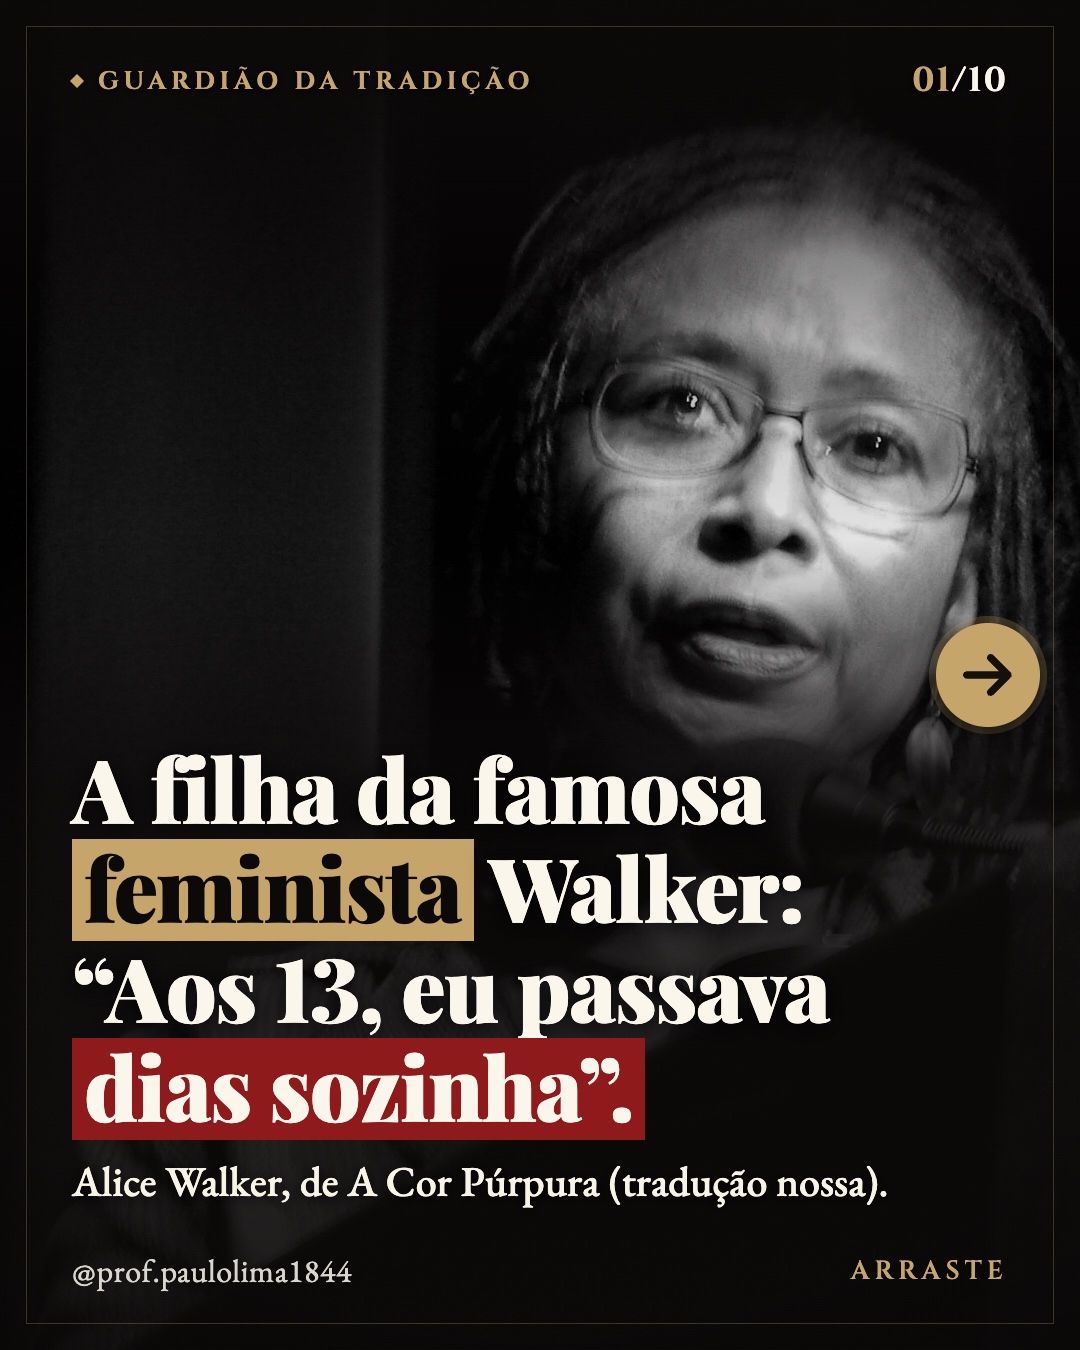 GUARDIÃO DA TRADIÇÃO
01/10
A filha da famosa
feminista Walker:
“Aos 13, eu passava
dias sozinha”.
Alice Walker, de A Cor Púrpura (tradução nossa).
@prof.paulolima1844
ARRASTE